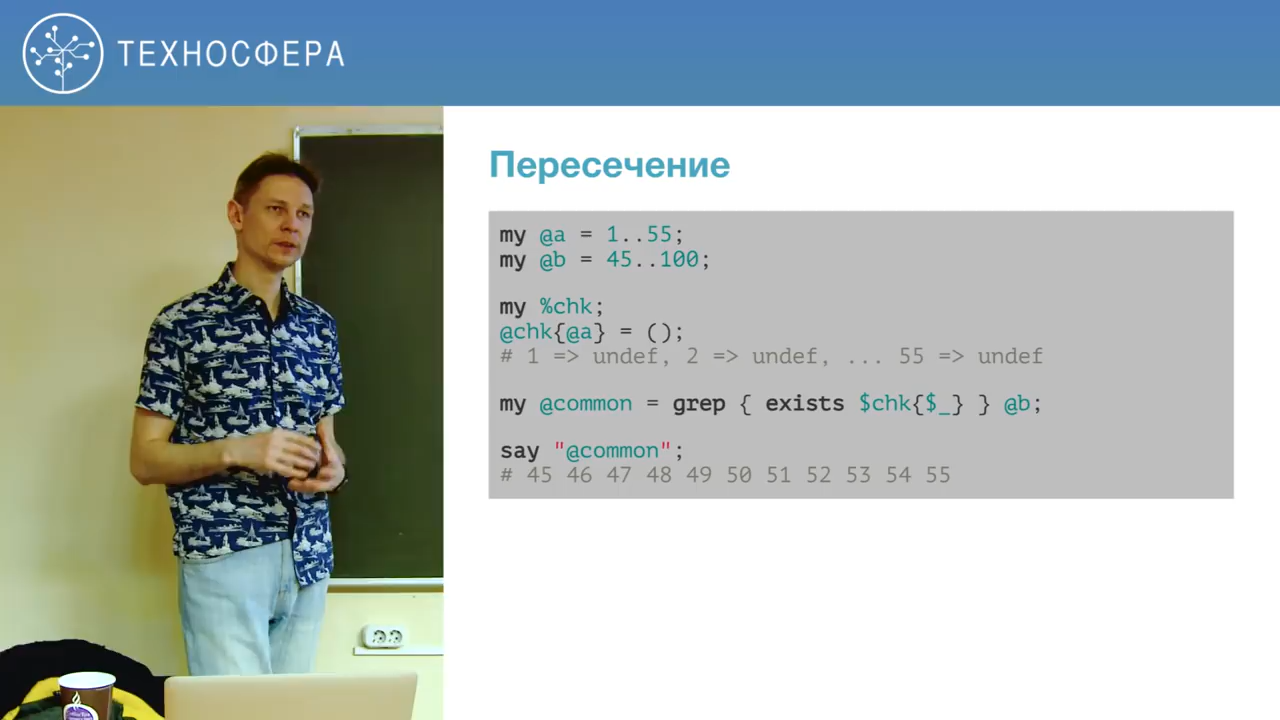 ТЕХНОСФЕРА
Пересечение
my @a = 1..55;
my @b = 45..100;
my %chk;
@chk{@a} = ();
# 1 => undef, 2 => undef, ... 55 => undef
my @common = grep { exists $chk{$_} } @b;
say "@common";
# 45 46 47 48 49 50 51 52 53 54 55